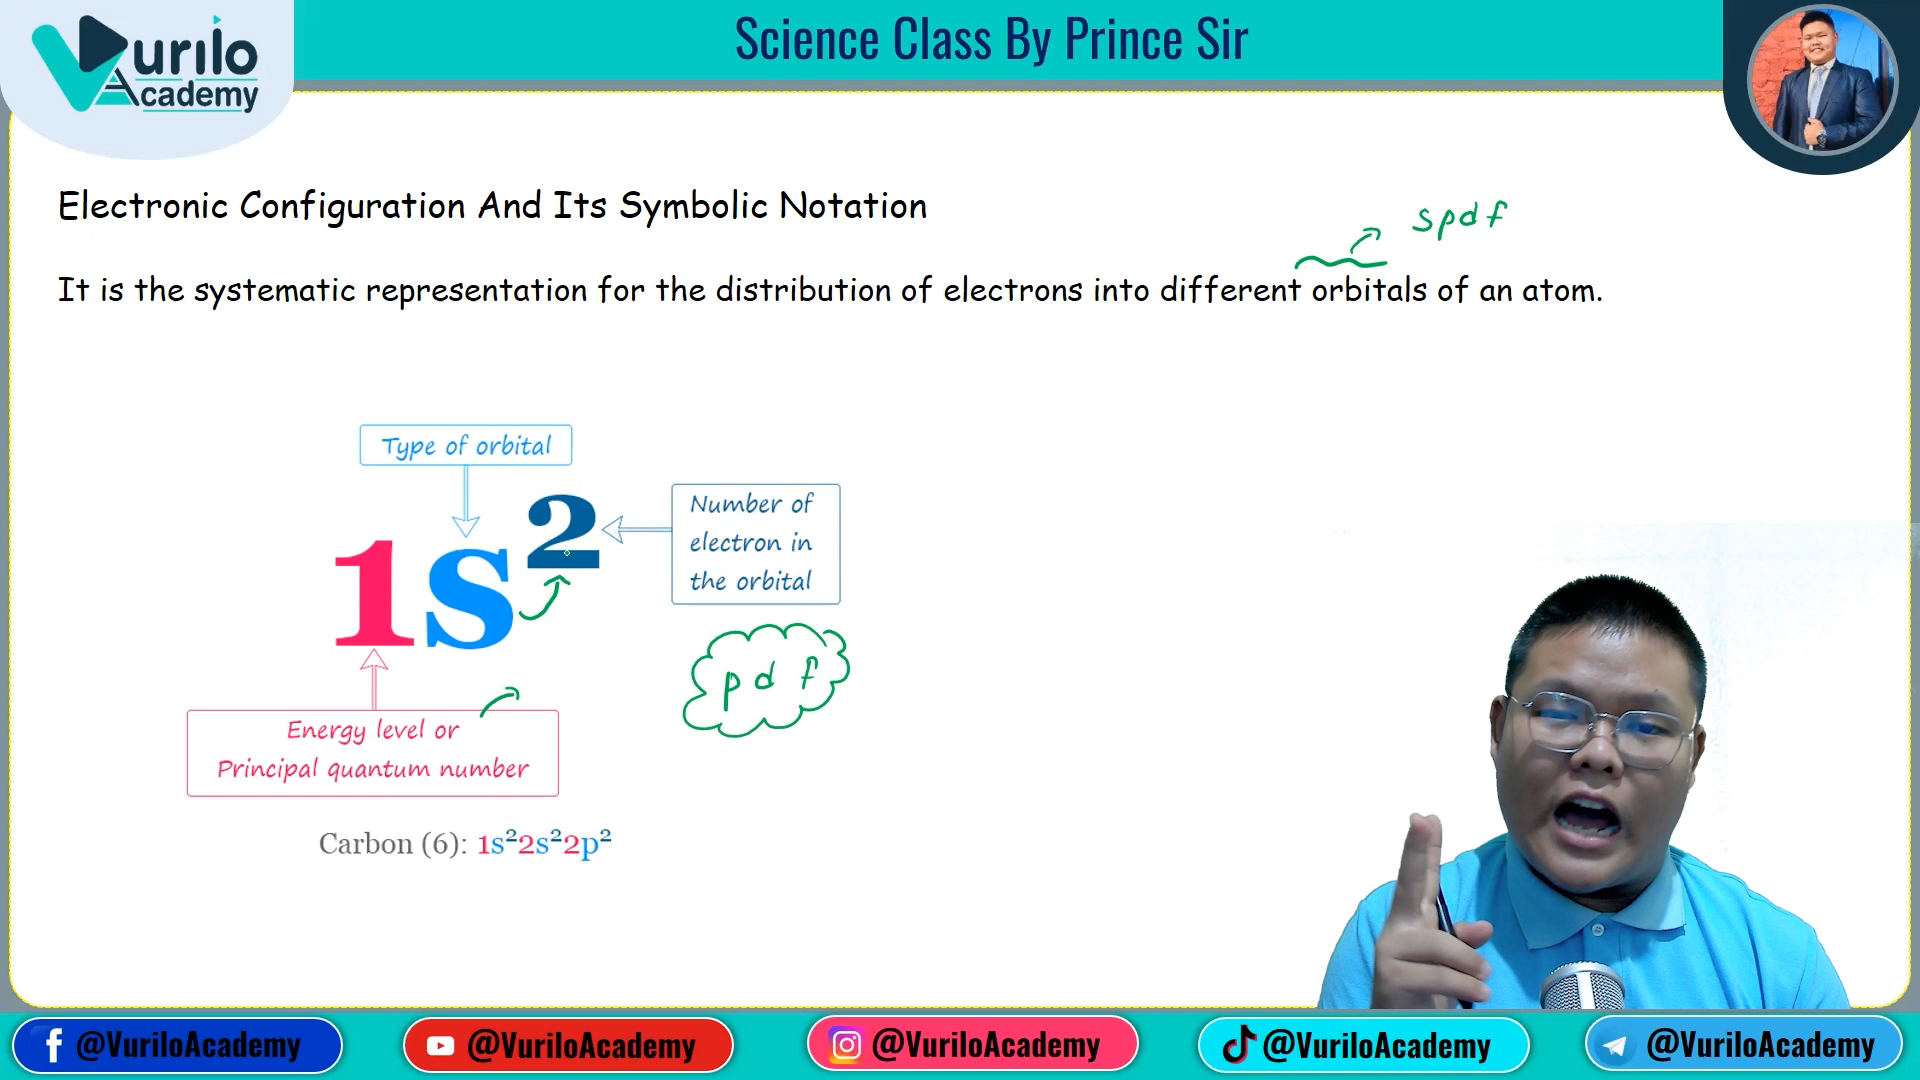 Vurilo
Academy
Science Class By Prince Sir
Electronic Configuration And Its Symbolic Notation
spdf
It is the systematic representation for the distribution of electrons into different orbitals of an atom.
Type of orbital
1s²
Number of
electron in
the orbital
p d f
Energy level or
Principal quantum number
Carbon (6): 1s²2s²2p²
@VuriloAcademy
@VuriloAcademy
@VuriloAcademy
@VuriloAcademy
@VuriloAcademy